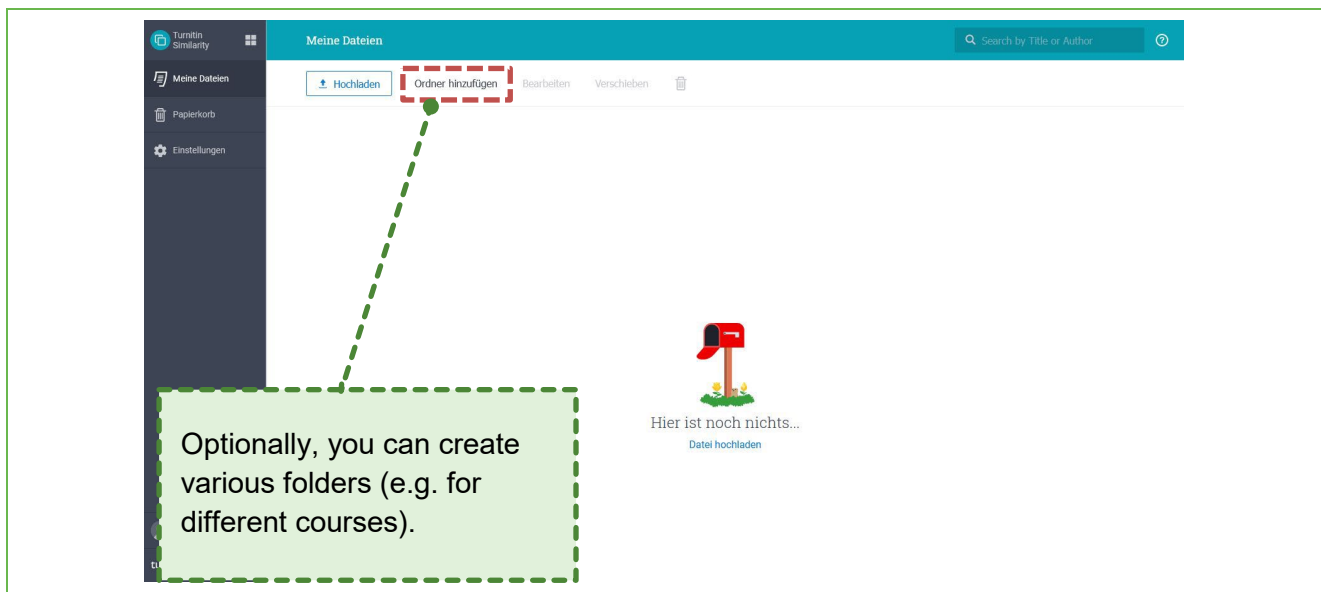 Turnitin
Similarity
Meine Dateien
Search by Title or Author
Meine Dateien
Hochladen
Ordner hinzufügen
Bearbeiten
Verschieben
Papierkorb
Einstellungen
Hier ist noch nichts...
Datei hochladen
Optionally, you can create
various folders (e.g. for
different courses).